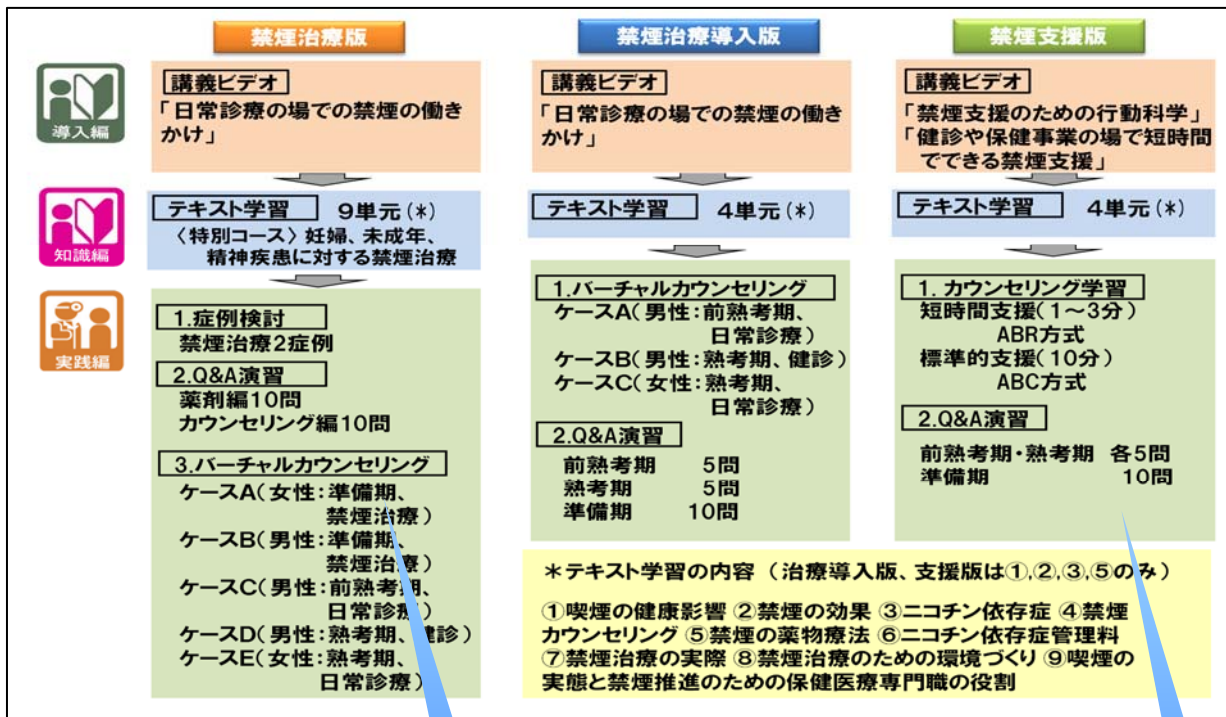 禁煙治療版
禁煙治療導入版
禁煙支援版
導入編
講義ビデオ
「日常診療の場での禁煙の働き
かけ」
講義ビデオ
「日常診療の場での禁煙の働き
かけ」
講義ビデオ
「禁煙支援のための行動科学」
「健診や保健事業の場で短時間
でできる禁煙支援」
知識編
テキスト学習 9単元(*)
〈特別コース〉妊婦、未成年、
精神疾患に対する禁煙治療
テキスト学習 4単元(*)
テキスト学習 4単元(*)
実践編
1.症例検討
禁煙治療2症例
2.Q&A演習
薬剤編10問
カウンセリング編10問
3.バーチャルカウンセリング
ケースA(女性:準備期、
禁煙治療)
ケースB(男性:準備期、
禁煙治療)
ケースC(男性:前熟考期、
日常診療)
ケースD(男性:熟考期、健診)
ケースE(女性:熟考期、
日常診療)
1.バーチャルカウンセリング
ケースA(男性:前熟考期、
日常診療)
ケースB(男性:熟考期、健診)
ケースC(女性:熟考期、
日常診療)
2.Q&A演習
前熟考期 5問
熟考期 5問
準備期 10問
1. カウンセリング学習
短時間支援(1~3分)
ABR方式
標準的支援(10分)
ABC方式
2.Q&A演習
前熟考期・熟考期 各5問
準備期 10問
*テキスト学習の内容 (治療導入版、支援版は①,②,③,⑤のみ)
①喫煙の健康影響 ②禁煙の効果 ③ニコチン依存症 ④禁煙
カウンセリング ⑤禁煙の薬物療法 ⑥ニコチン依存症管理料
⑦禁煙治療の実際 ⑧禁煙治療のための環境づくり ⑨喫煙の
実態と禁煙推進のための保健医療専門職の役割